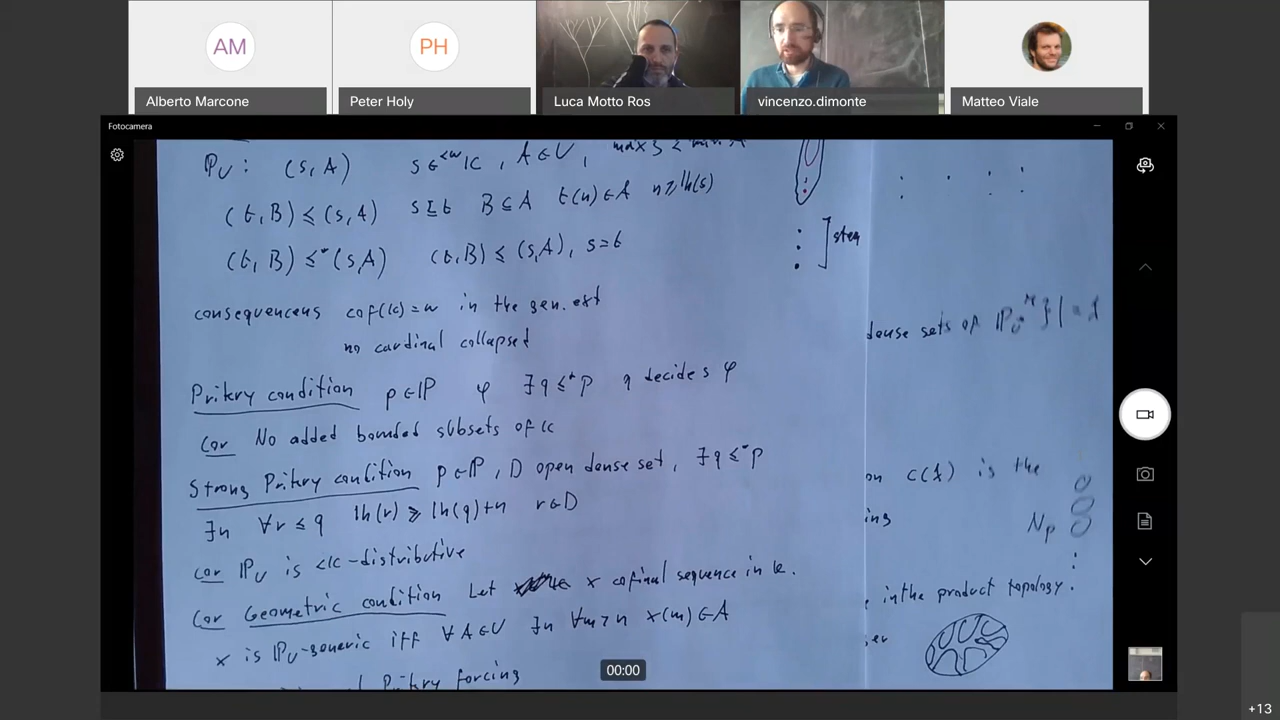 AM
PH
Alberto Marcone
Peter Holy
Luca Motto Ros
vincenzo.dimonte
Matteo Viale
Fotocamera
ℙ_U : (s, A) s ∈ ^{<ω}κ, A ∈ U, max s < min A
(t, B) ≤ (s, A) s ⊑ t B ⊆ A t(n) ∈ A n ≥ lh(s)
(t, B) ≤* (s, A) (t, B) ≤ (s, A), s = t
consequences cof(κ) = ω in the gen. ext
no cardinal collapsed
Prikry condition p ∈ ℙ φ ∃q ≤* p q decides φ
Cor No added bounded subsets of κ
Strong Prikry condition p ∈ ℙ, D open dense set, ∃q ≤* p
∃n ∀r ≤ q lh(r) ≥ lh(q)+n r ∈ D
Cor ℙ_U is <κ-distributive
Cor Geometric condition Let x cofinal sequence in κ.
x is ℙ_U-generic iff ∀A ∈ U ∃n ∀m > n x(m) ∈ A
Prikry forcing
] stem
dense sets of
on c(λ) is the
ing
N_p
in the product topology.
00:00
+13